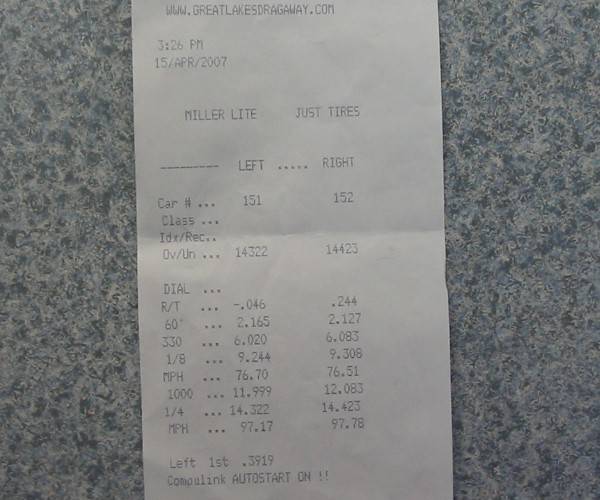 WWW.GREATLAKESDRAGAWAY.COM
3:26 PM
15/APR/2007
MILLER LITE JUST TIRES
--------- LEFT ..... RIGHT
Car # ... 151 152
Class ...
Idx/Rec..
Ov/Un ... 14322 14423
DIAL ...
R/T ... -.046 .244
60' ... 2.165 2.127
330 ... 6.020 6.083
1/8 ... 9.244 9.308
MPH ... 76.70 76.51
1000 ... 11.999 12.083
1/4 ... 14.322 14.423
MPH ... 97.17 97.78
Left 1st .3919
Compulink AUTOSTART ON !!